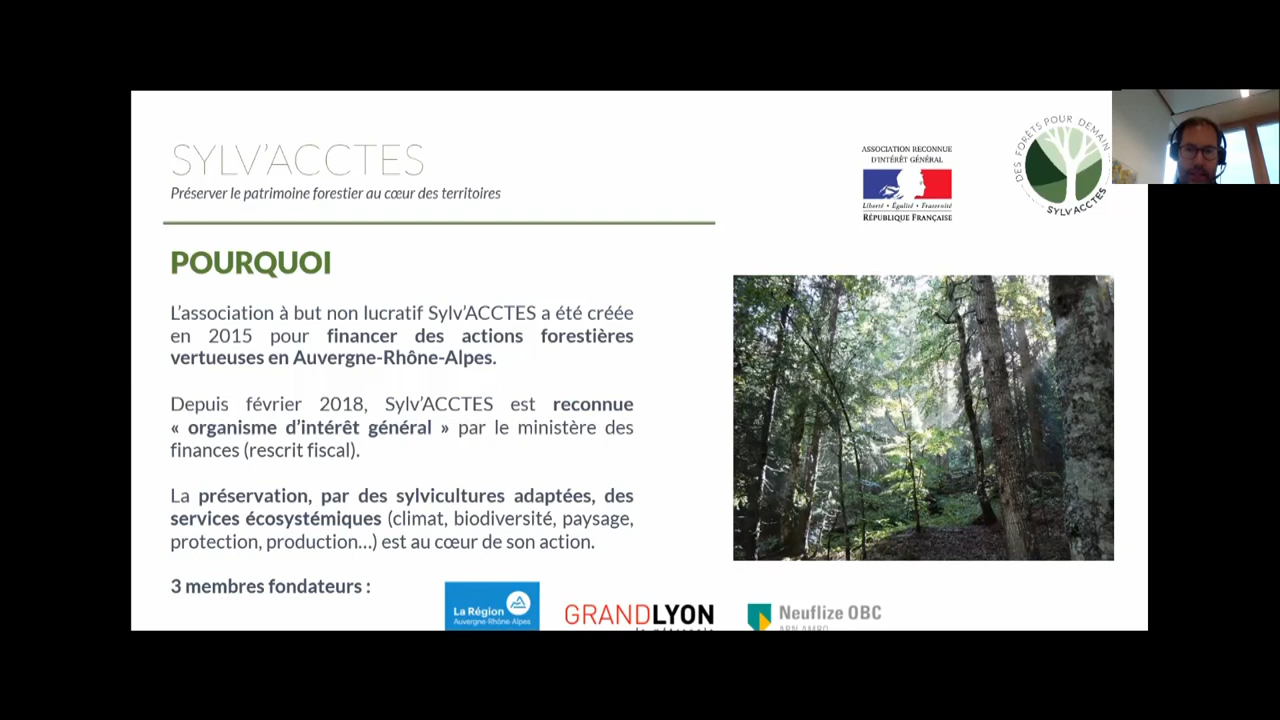 SYLV'ACCTES
Préserver le patrimoine forestier au cœur des territoires
ASSOCIATION RECONNUE
D'INTÉRÊT GÉNÉRAL
Liberté • Égalité • Fraternité
RÉPUBLIQUE FRANÇAISE
DES FORÊTS POUR DEMAIN
SYLV'ACCTES
POURQUOI
L'association à but non lucratif Sylv'ACCTES a été créée
en 2015 pour financer des actions forestières
vertueuses en Auvergne-Rhône-Alpes.
Depuis février 2018, Sylv'ACCTES est reconnue
« organisme d'intérêt général » par le ministère des
finances (rescrit fiscal).
La préservation, par des sylvicultures adaptées, des
services écosystémiques (climat, biodiversité, paysage,
protection, production...) est au cœur de son action.
3 membres fondateurs :
La Région
Auvergne-Rhône-Alpes
GRANDLYON
Neuflize OBC